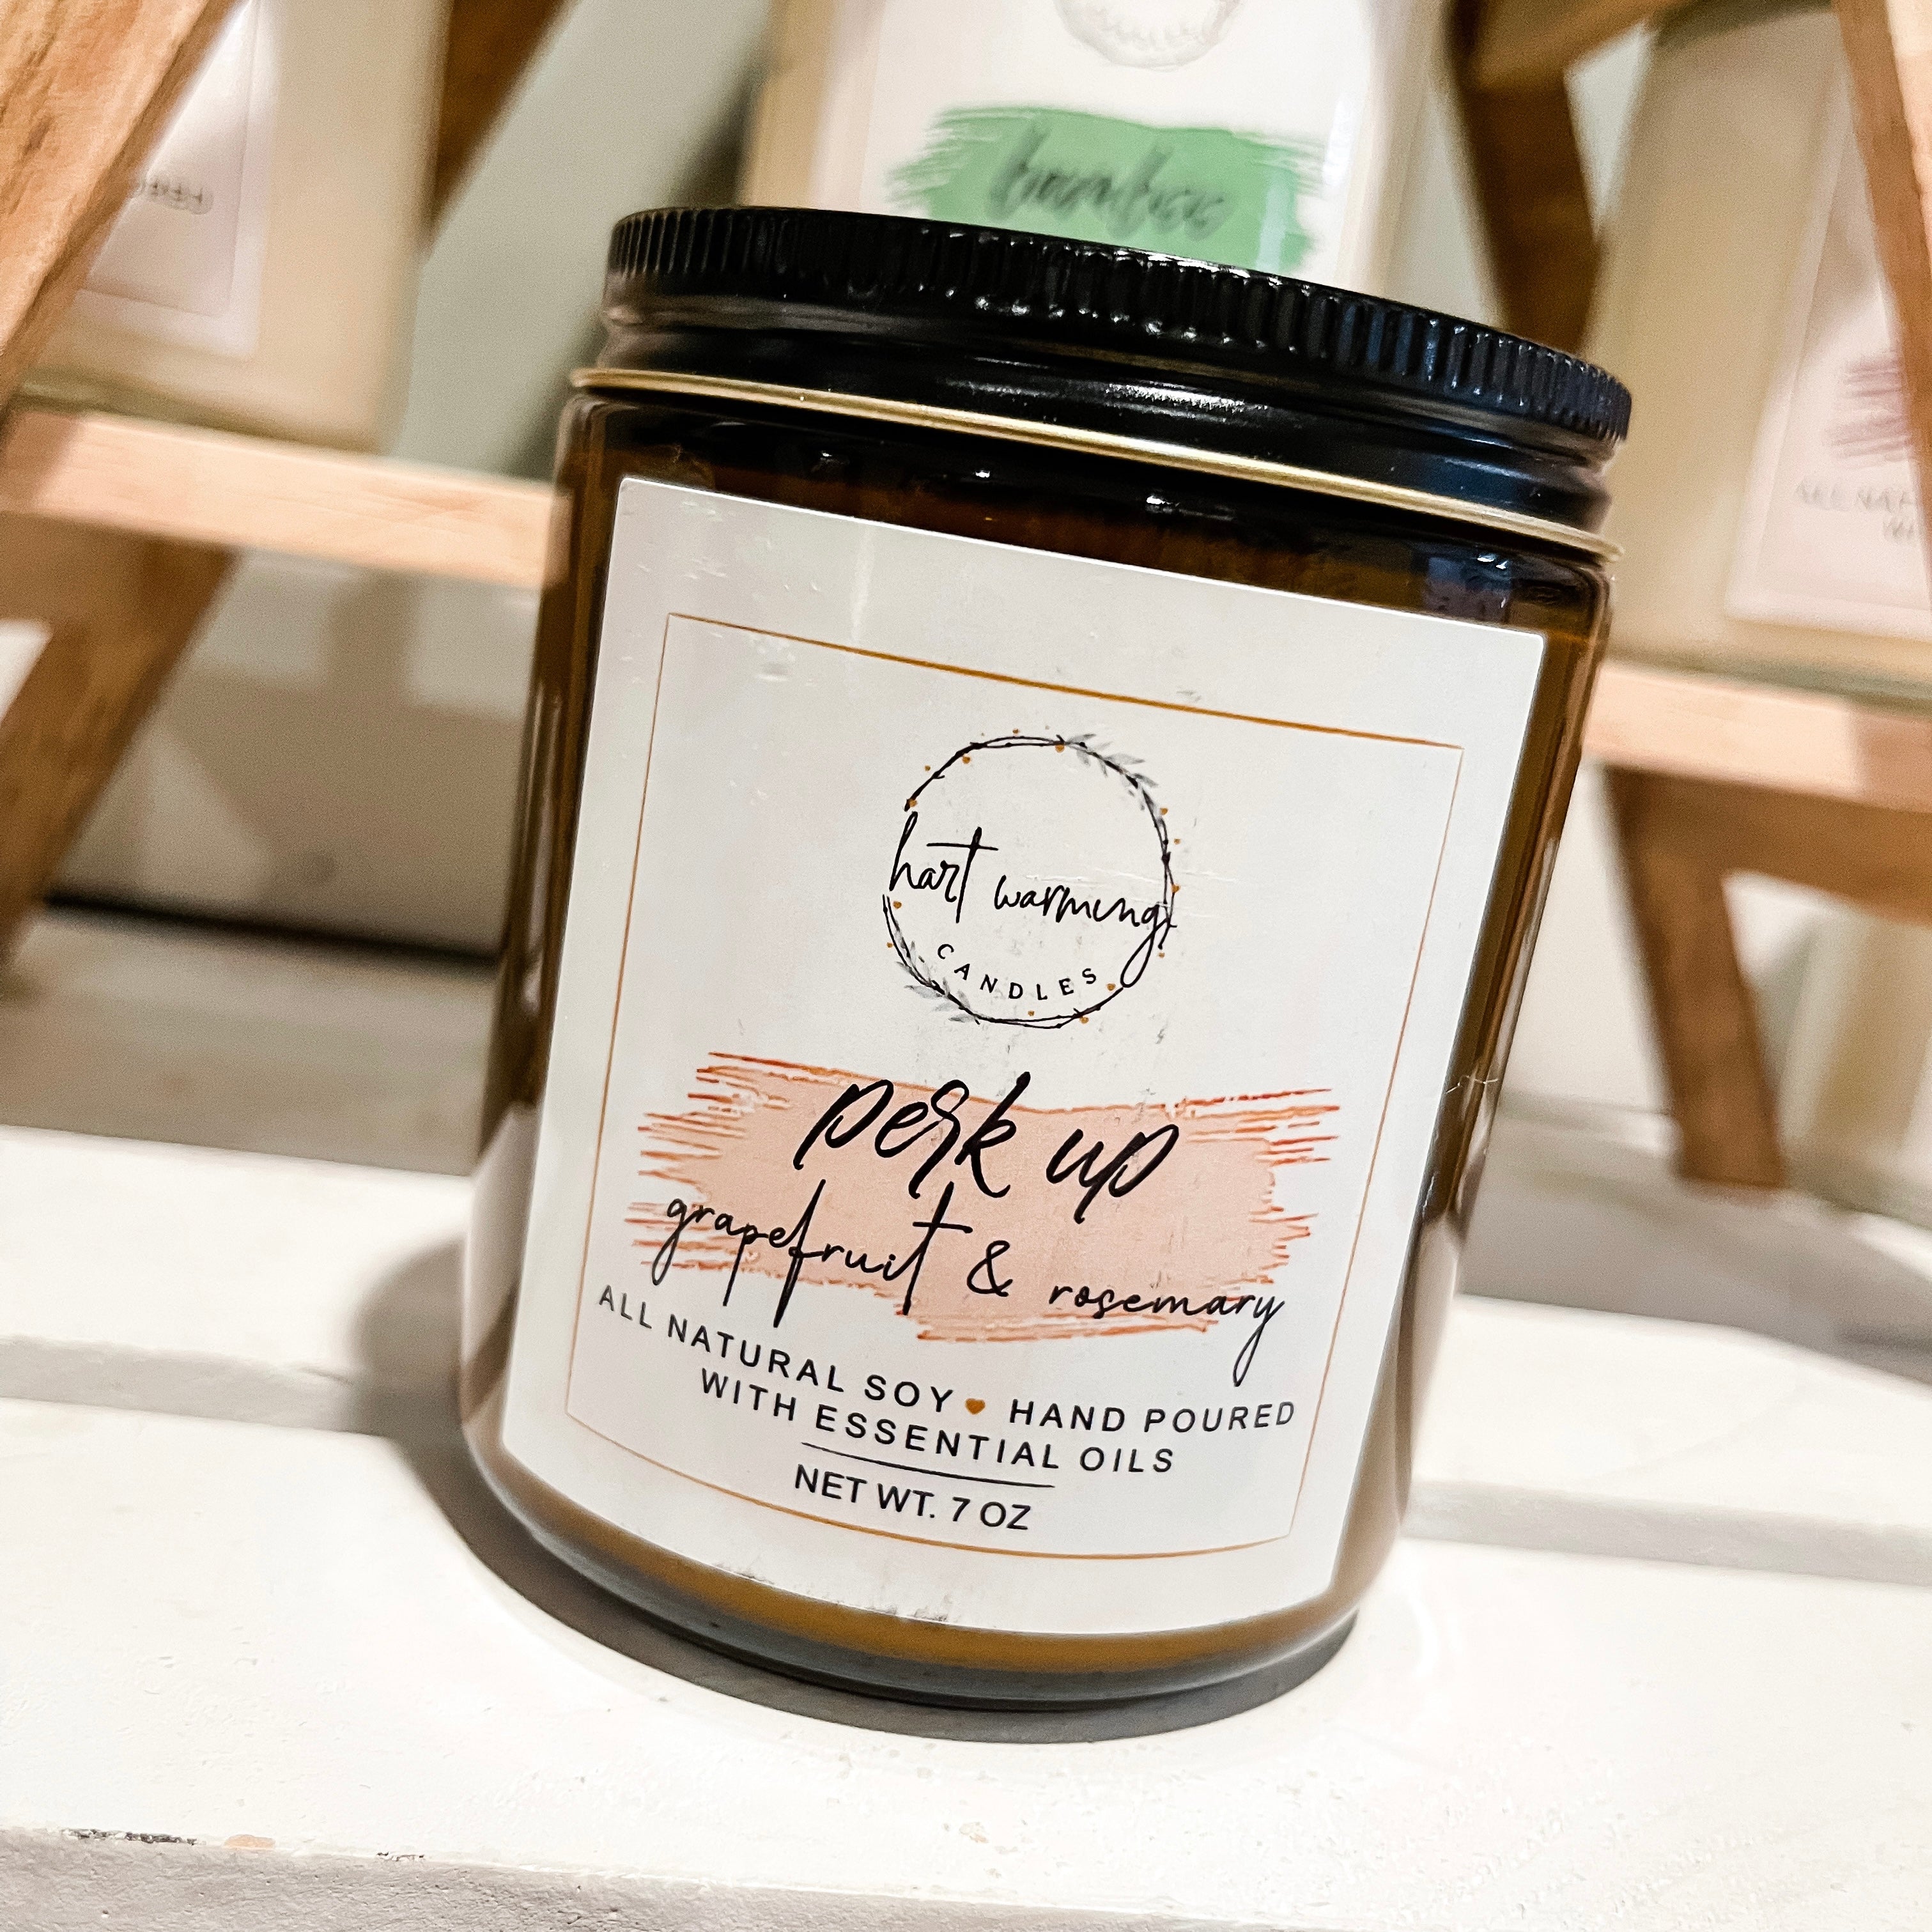 bamboo
hart warming
CANDLES
perk up
grapefruit & rosemary
ALL NATURAL SOY HAND POURED
WITH ESSENTIAL OILS
NET WT. 7 OZ